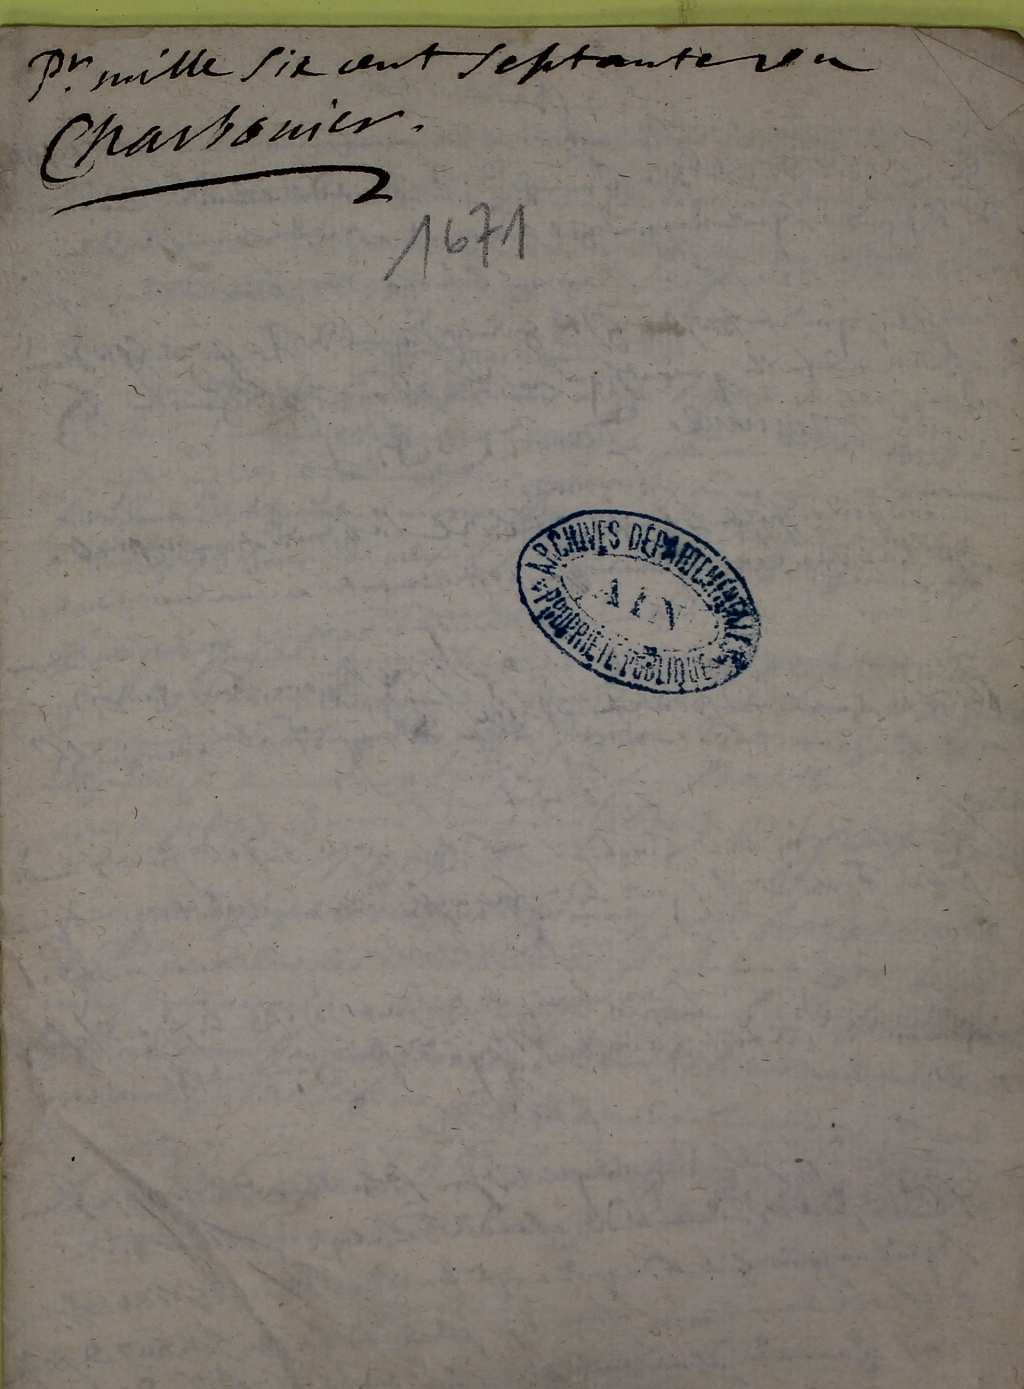 Pr. mille six cent septante un
Charbonier.
1671
ARCHIVES DÉPARTEMENTALES
AIN
PROPRIÉTÉ PUBLIQUE